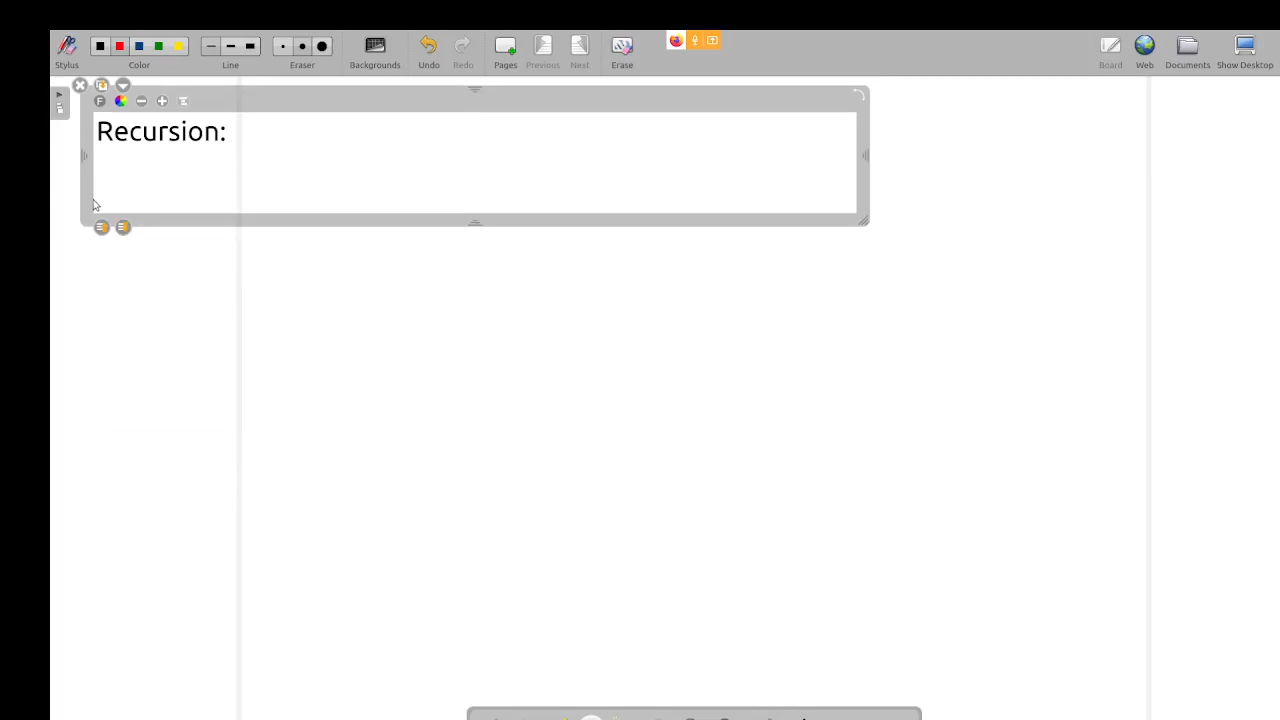 Stylus Color Line Eraser Backgrounds Undo Redo Pages Previous Next Erase Board Web Documents Show Desktop
F
Recursion: